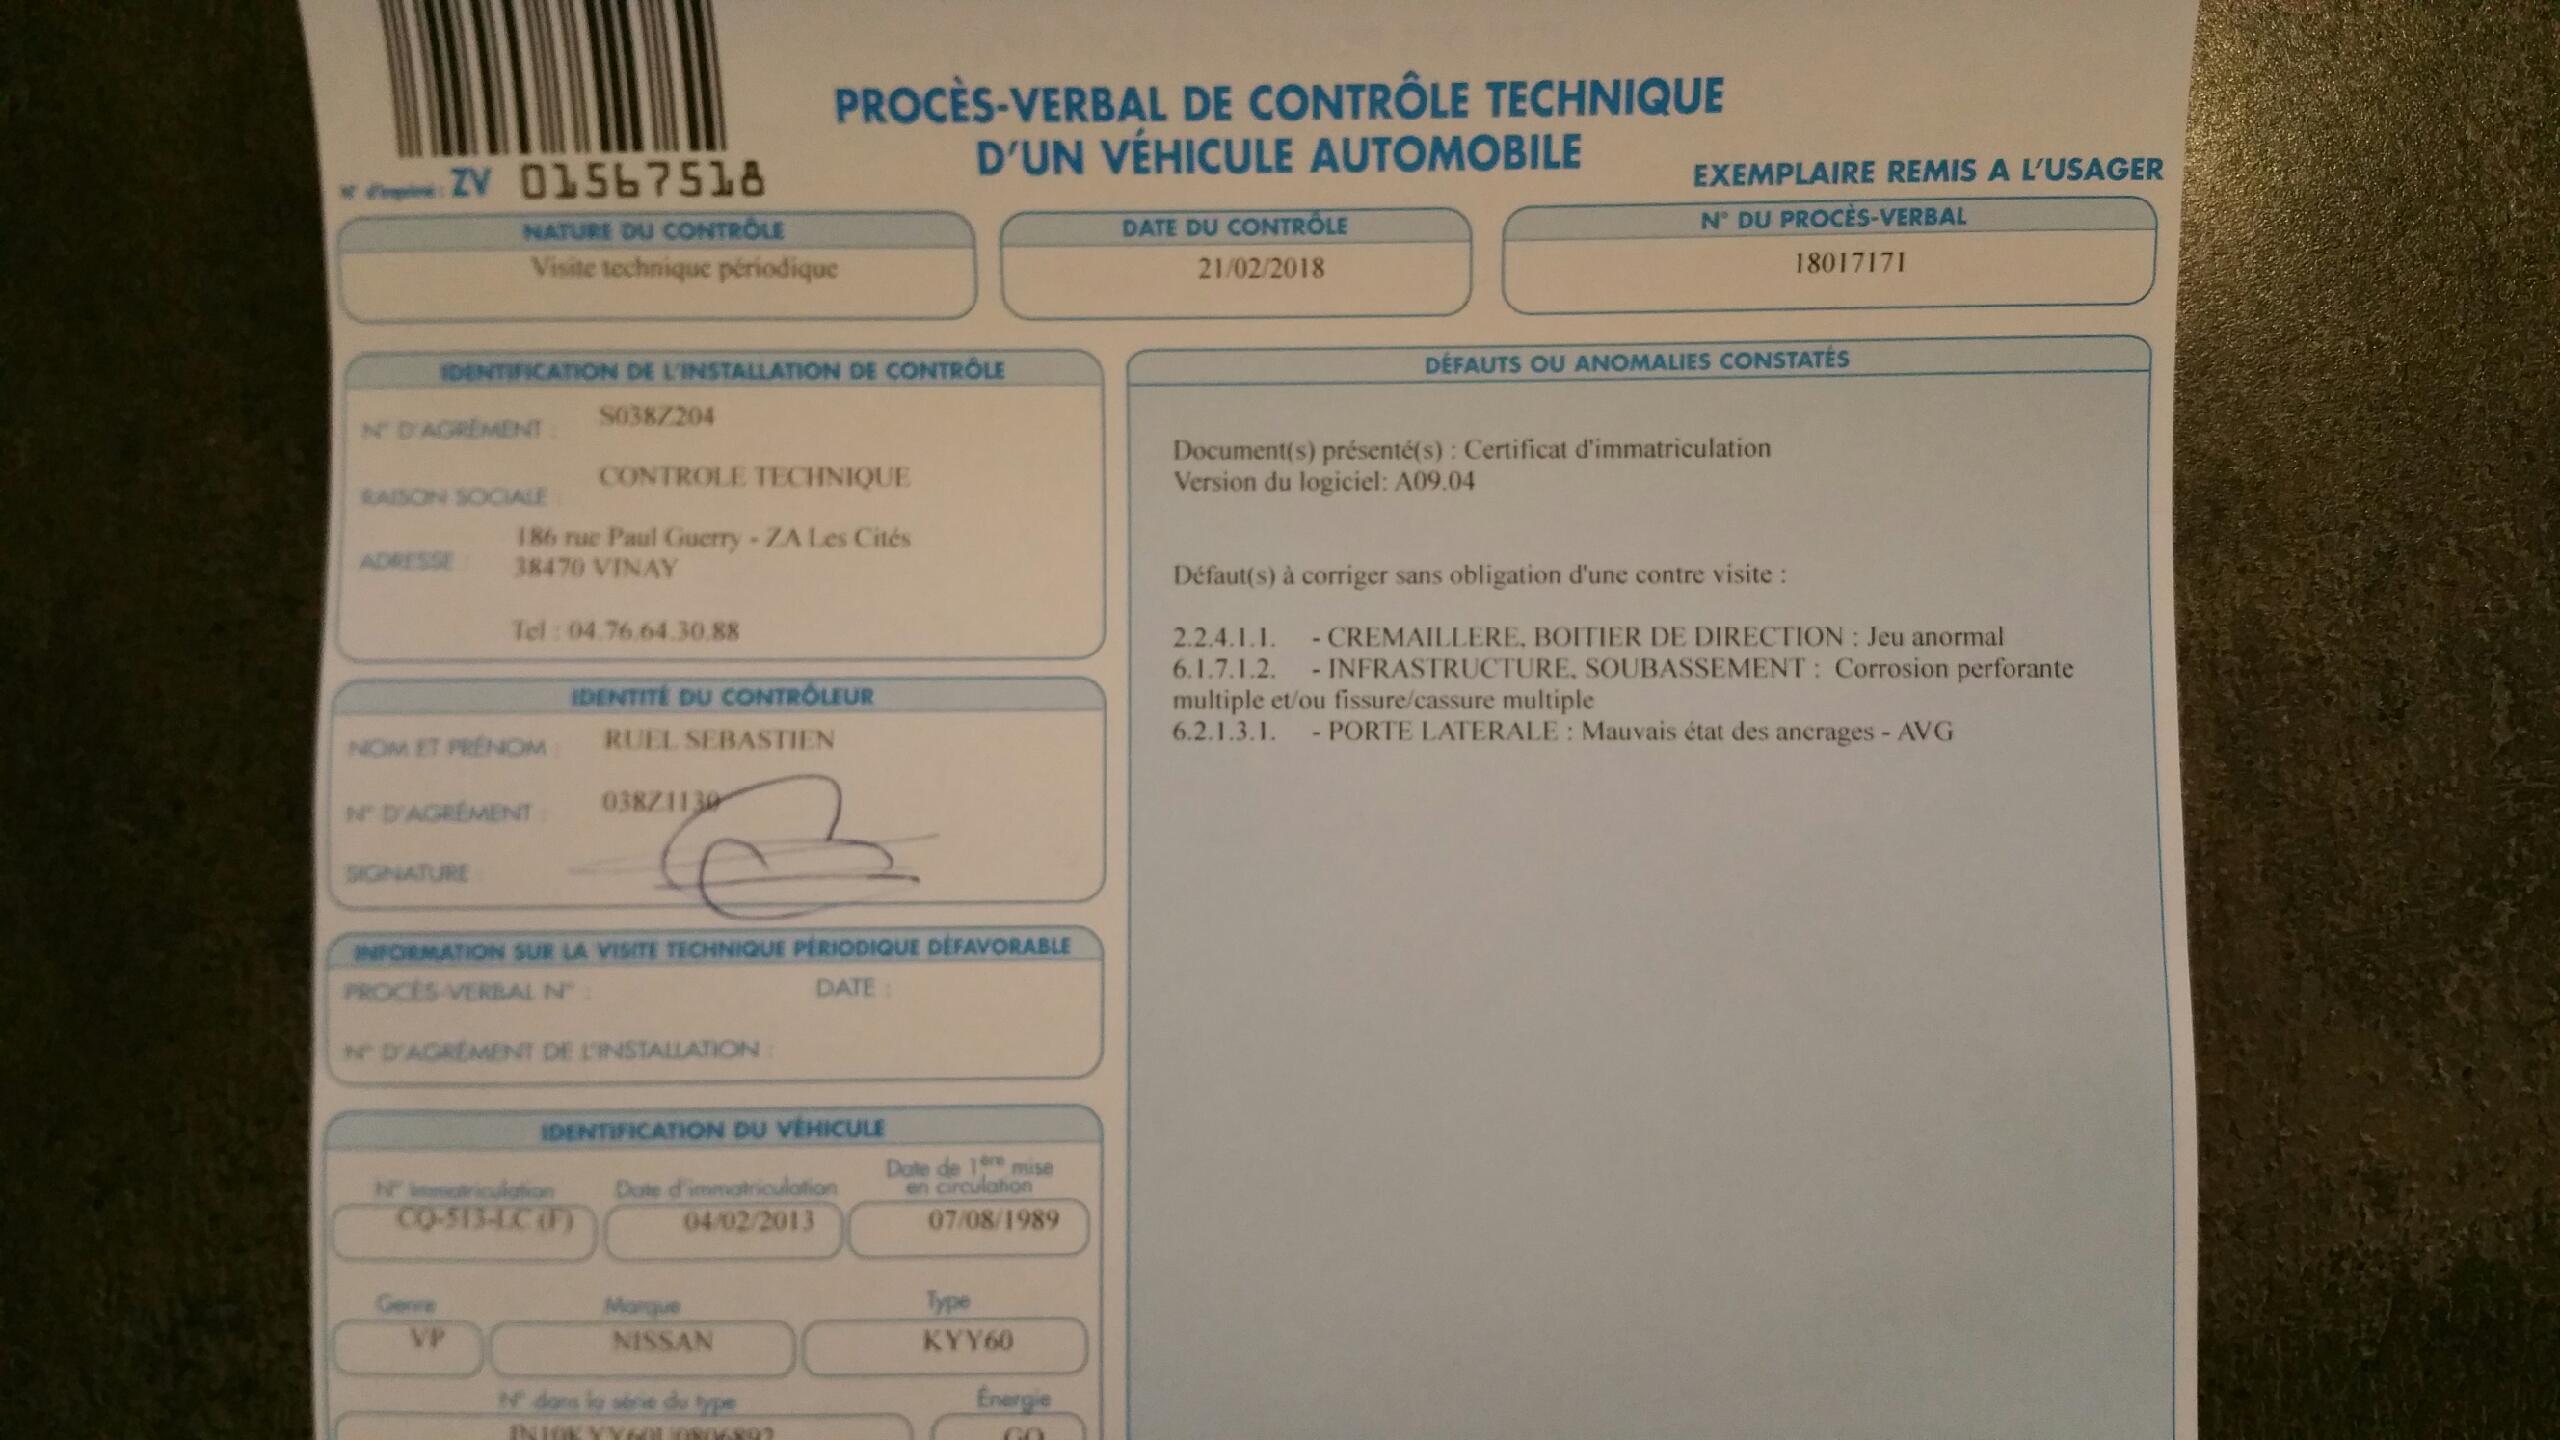 PROCÈS-VERBAL DE CONTRÔLE TECHNIQUE
D'UN VÉHICULE AUTOMOBILE
N° d'imprimé : ZV 01567518
EXEMPLAIRE REMIS A L'USAGER
NATURE DU CONTRÔLE
Visite technique périodique
DATE DU CONTRÔLE
21/02/2018
N° DU PROCÈS-VERBAL
18017171
IDENTIFICATION DE L'INSTALLATION DE CONTRÔLE
N° D'AGRÉMENT : S038Z204
RAISON SOCIALE : CONTROLE TECHNIQUE
ADRESSE : 186 rue Paul Guerry - ZA Les Cités
38470 VINAY
Tel : 04.76.64.30.88
IDENTITÉ DU CONTRÔLEUR
NOM ET PRÉNOM : RUEL SEBASTIEN
N° D'AGRÉMENT : 038Z1130
SIGNATURE :
INFORMATION SUR LA VISITE TECHNIQUE PÉRIODIQUE DÉFAVORABLE
PROCÈS-VERBAL N° : DATE :
N° D'AGRÉMENT DE L'INSTALLATION :
IDENTIFICATION DU VÉHICULE
N° Immatriculation
CQ-513-LC (F)
Date d'immatriculation
04/02/2013
Date de 1ère mise
en circulation
07/08/1989
Genre
VP
Marque
NISSAN
Type
KYY60
N° dans la série du type
Énergie
GO
DÉFAUTS OU ANOMALIES CONSTATÉS
Document(s) présenté(s) : Certificat d'immatriculation
Version du logiciel: A09.04
Défaut(s) à corriger sans obligation d'une contre visite :
2.2.4.1.1. - CREMAILLERE, BOITIER DE DIRECTION : Jeu anormal
6.1.7.1.2. - INFRASTRUCTURE, SOUBASSEMENT : Corrosion perforante
multiple et/ou fissure/cassure multiple
6.2.1.3.1. - PORTE LATERALE : Mauvais état des ancrages - AVG